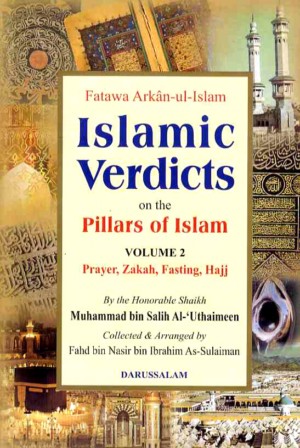 Fatawa Arkân-ul-Islam
Islamic
Verdicts
on the
Pillars of Islam
VOLUME 2
Prayer, Zakah, Fasting, Hajj
By the Honorable Shaikh
Muhammad bin Salih Al-‘Uthaimeen
Collected & Arranged by
Fahd bin Nasir bin Ibrahim As-Sulaiman
DARUSSALAM